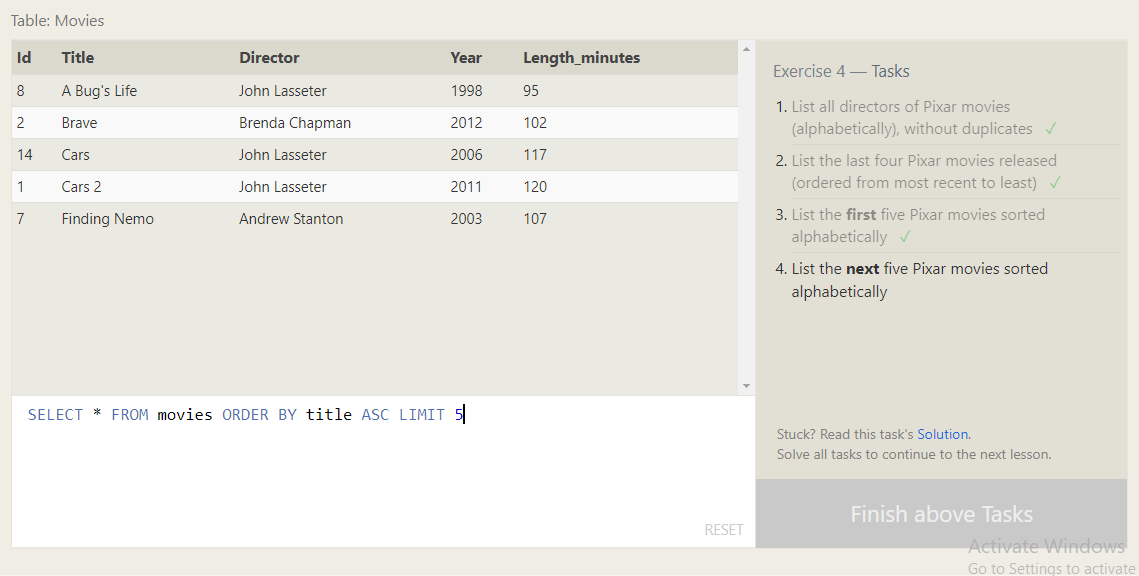 Table: Movies
Id Title Director Year Length_minutes
8 A Bug's Life John Lasseter 1998 95
2 Brave Brenda Chapman 2012 102
14 Cars John Lasseter 2006 117
1 Cars 2 John Lasseter 2011 120
7 Finding Nemo Andrew Stanton 2003 107
SELECT * FROM movies ORDER BY title ASC LIMIT 5
RESET
Exercise 4 — Tasks
1. List all directors of Pixar movies
(alphabetically), without duplicates ✓
2. List the last four Pixar movies released
(ordered from most recent to least) ✓
3. List the first five Pixar movies sorted
alphabetically ✓
4. List the next five Pixar movies sorted
alphabetically
Stuck? Read this task's Solution.
Solve all tasks to continue to the next lesson.
Finish above Tasks
Activate Windows
Go to Settings to activate